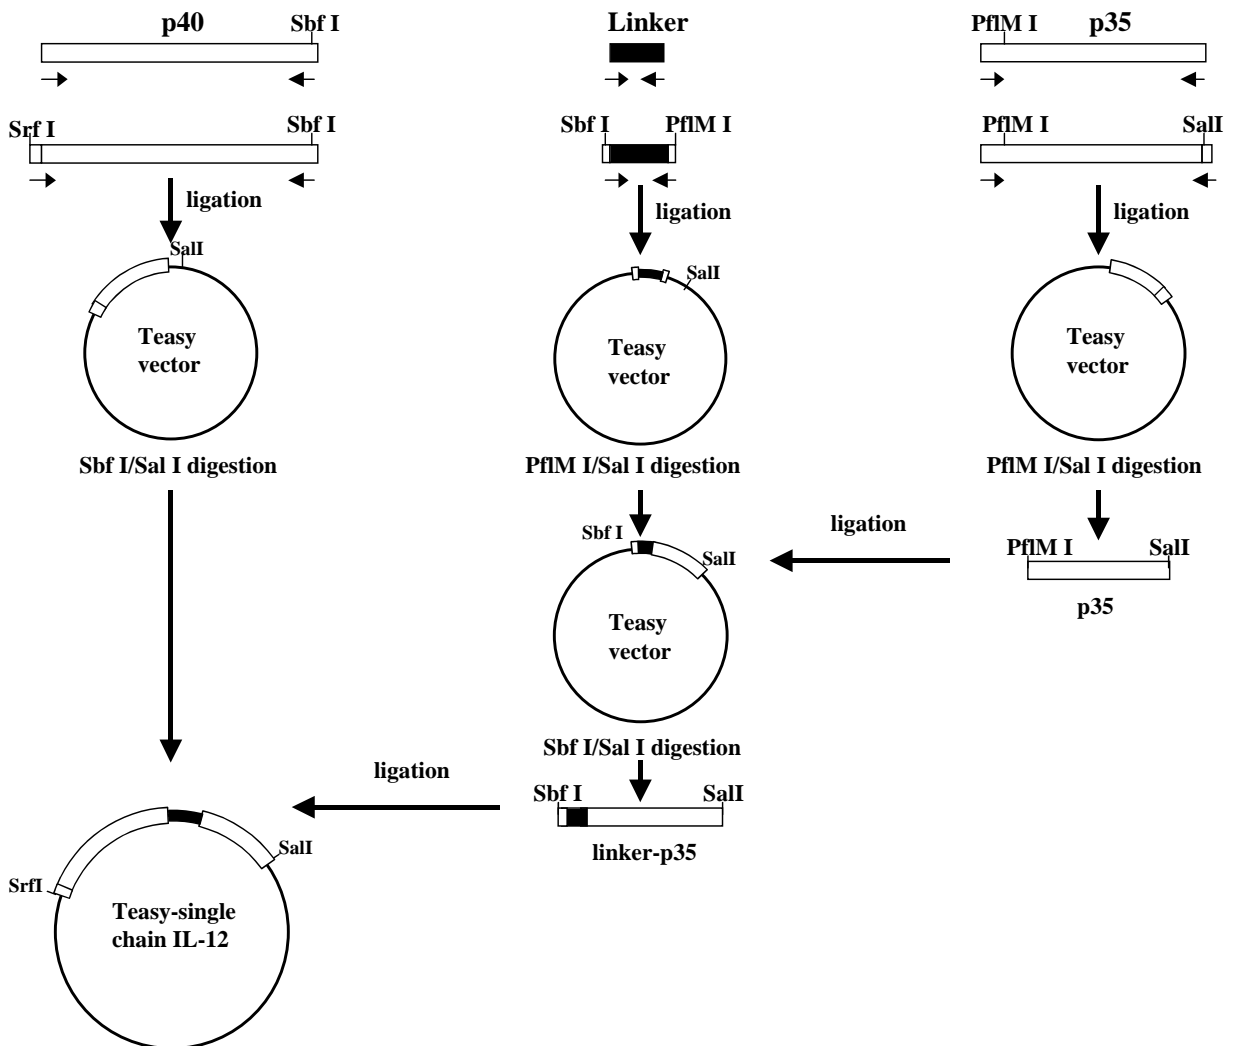 p40
Sbf I
Linker
PflM I
p35
Srf I
Sbf I
Sbf I
PflM I
PflM I
SalI
ligation
ligation
ligation
SalI
SalI
Teasy
vector
Teasy
vector
Teasy
vector
Sbf I/Sal I digestion
PflM I/Sal I digestion
PflM I/Sal I digestion
Sbf I
SalI
ligation
PflM I
SalI
p35
Teasy
vector
Sbf I/Sal I digestion
ligation
Sbf I
SalI
linker-p35
SrfI
SalI
Teasy-single
chain IL-12